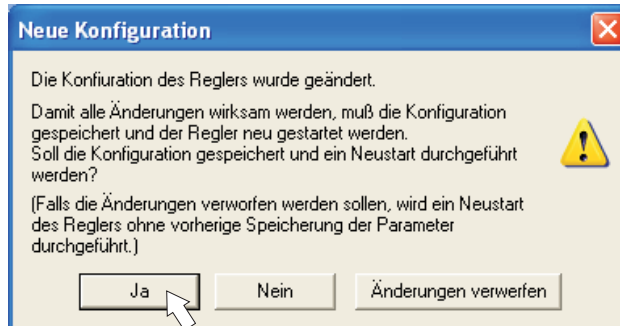 Neue Konfiguration
Die Konfiuration des Reglers wurde geändert.
Damit alle Änderungen wirksam werden, muß die Konfiguration
gespeichert und der Regler neu gestartet werden.
Soll die Konfiguration gespeichert und ein Neustart durchgeführt
werden?
(Falls die Änderungen verworfen werden sollen, wird ein Neustart
des Reglers ohne vorherige Speicherung der Parameter
durchgeführt.)
Ja Nein Änderungen verwerfen